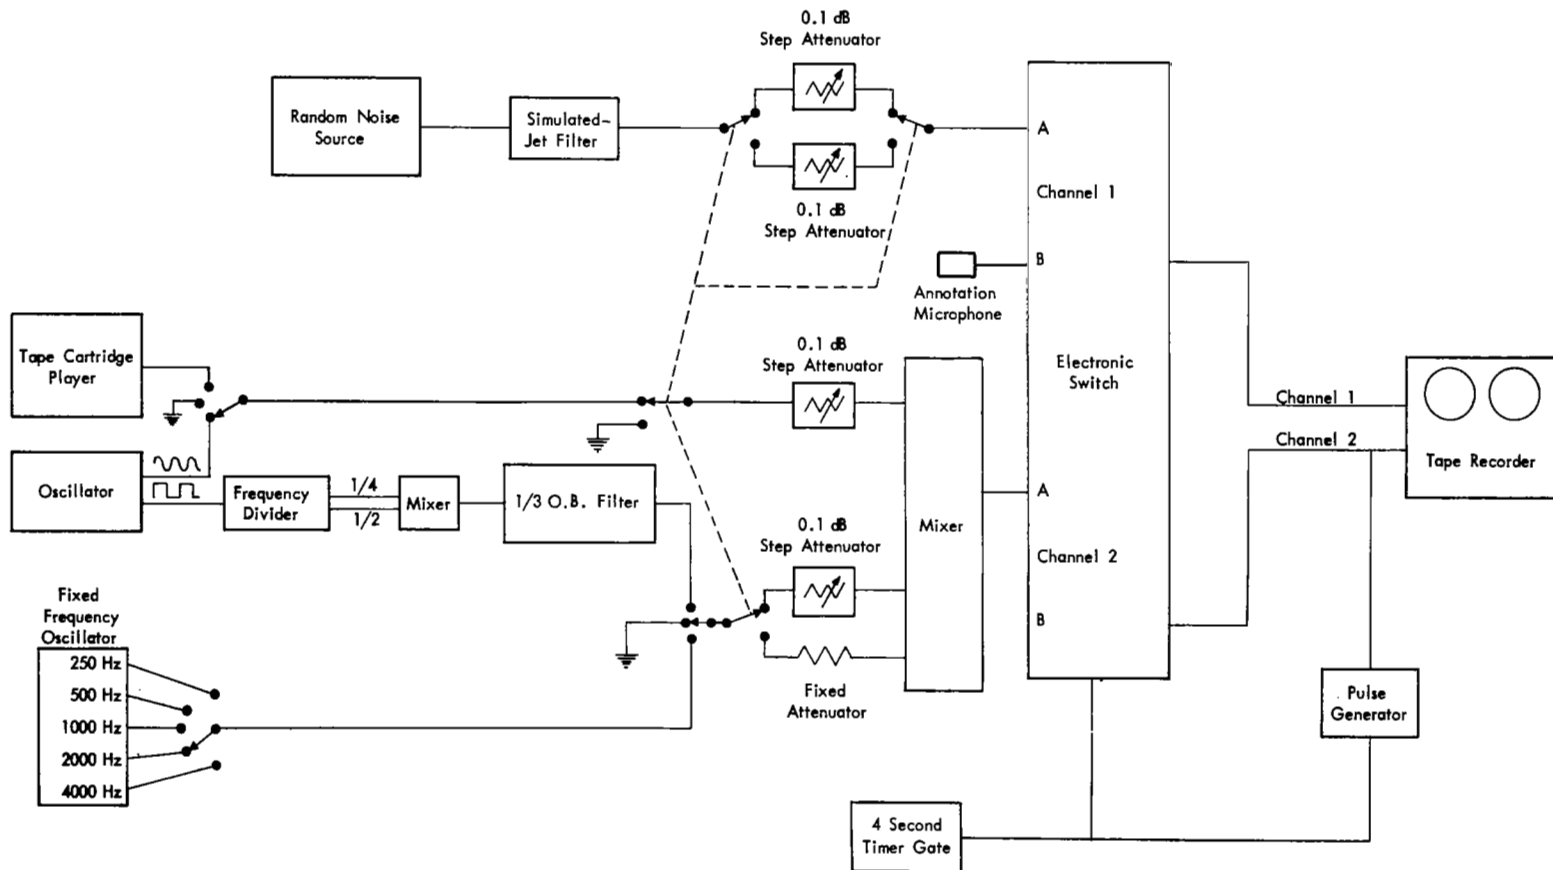 0.1 dB
Step Attenuator
Random Noise
Source
Simulated-
Jet Filter
A
0.1 dB
Step Attenuator
Channel 1
B
Annotation
Microphone
Tape Cartridge
Player
0.1 dB
Step Attenuator
Electronic
Switch
Channel 1
Channel 2
Tape Recorder
Oscillator
Frequency
Divider
1/4
1/2
Mixer
1/3 O.B. Filter
0.1 dB
Step Attenuator
Mixer
A
Channel 2
B
Fixed
Frequency
Oscillator
250 Hz
500 Hz
1000 Hz
2000 Hz
4000 Hz
Fixed
Attenuator
Pulse
Generator
4 Second
Timer Gate